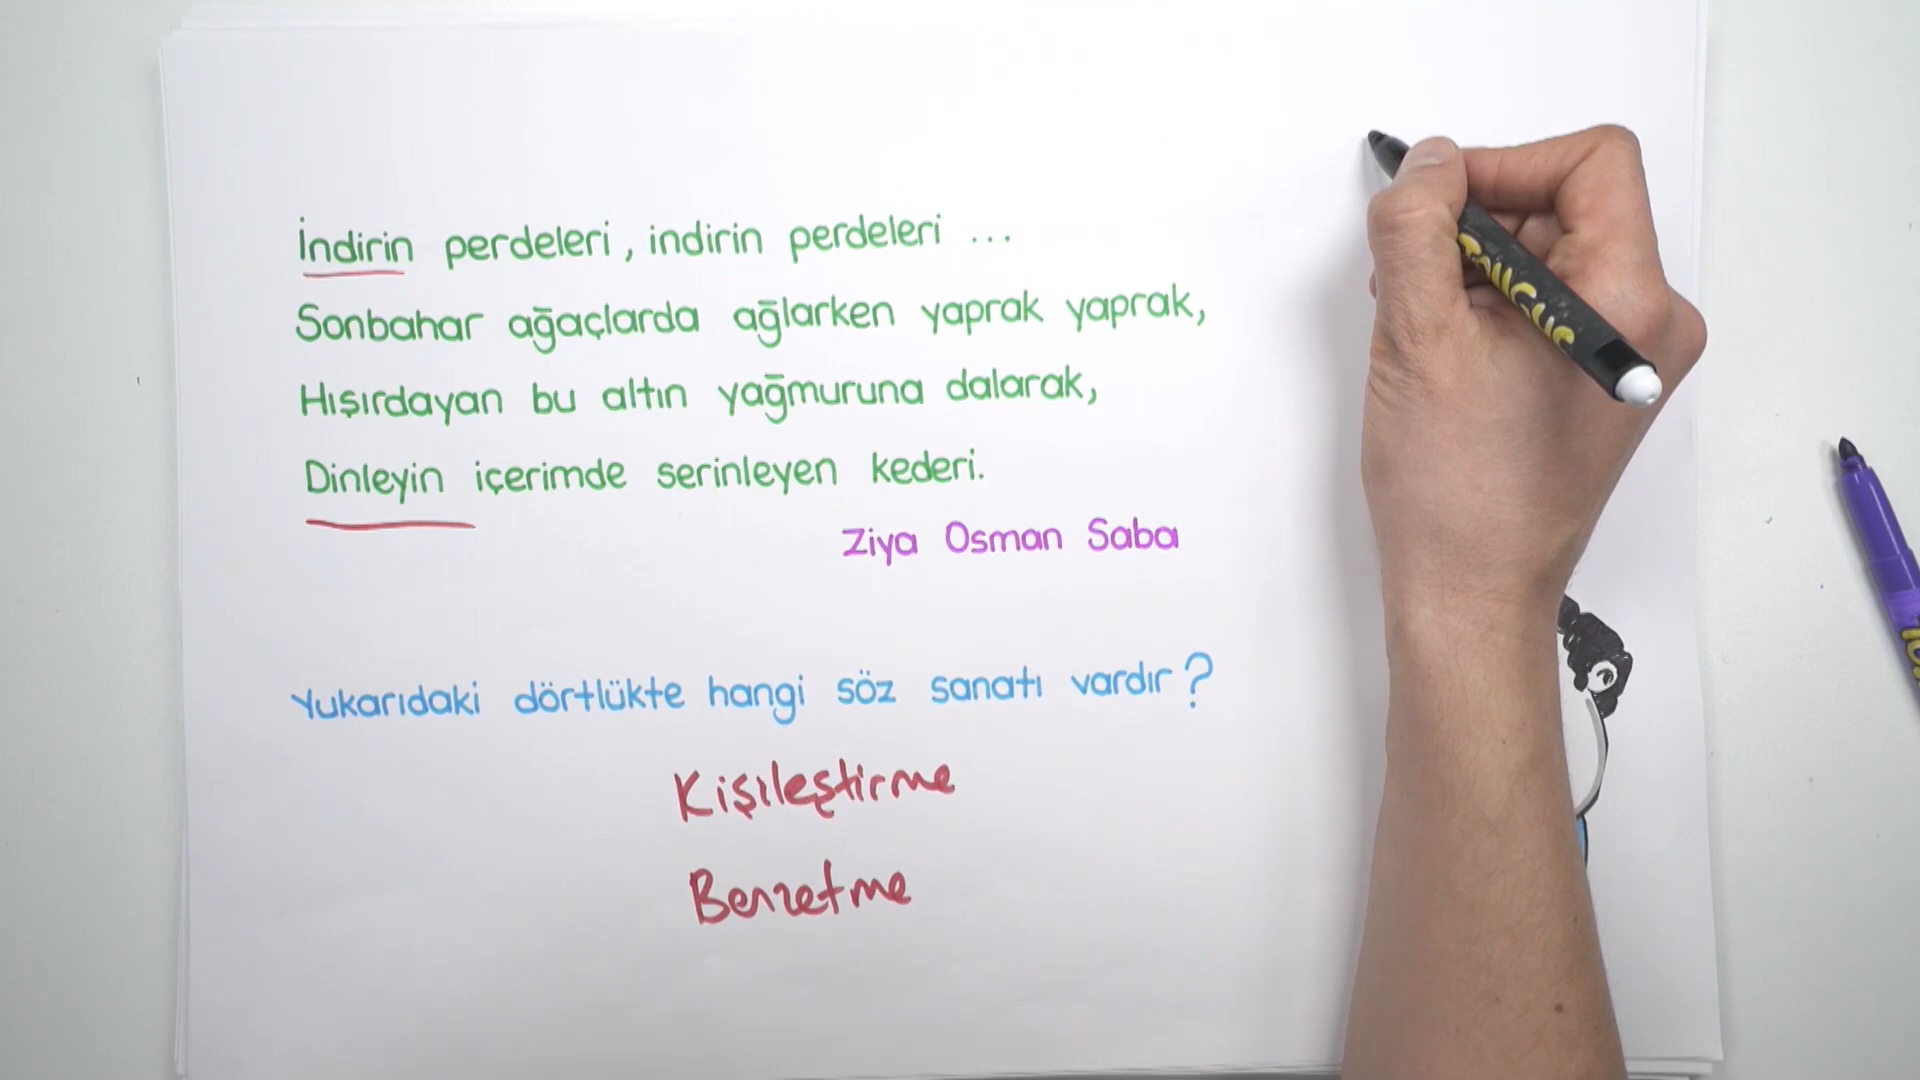 İndirin perdeleri, indirin perdeleri ...
Sonbahar ağaçlarda ağlarken yaprak yaprak,
Hışırdayan bu altın yağmuruna dalarak,
Dinleyin içerimde serinleyen kederi.
Ziya Osman Saba
Yukarıdaki dörtlükte hangi söz sanatı vardır?
Kişileştirme
Benzetme